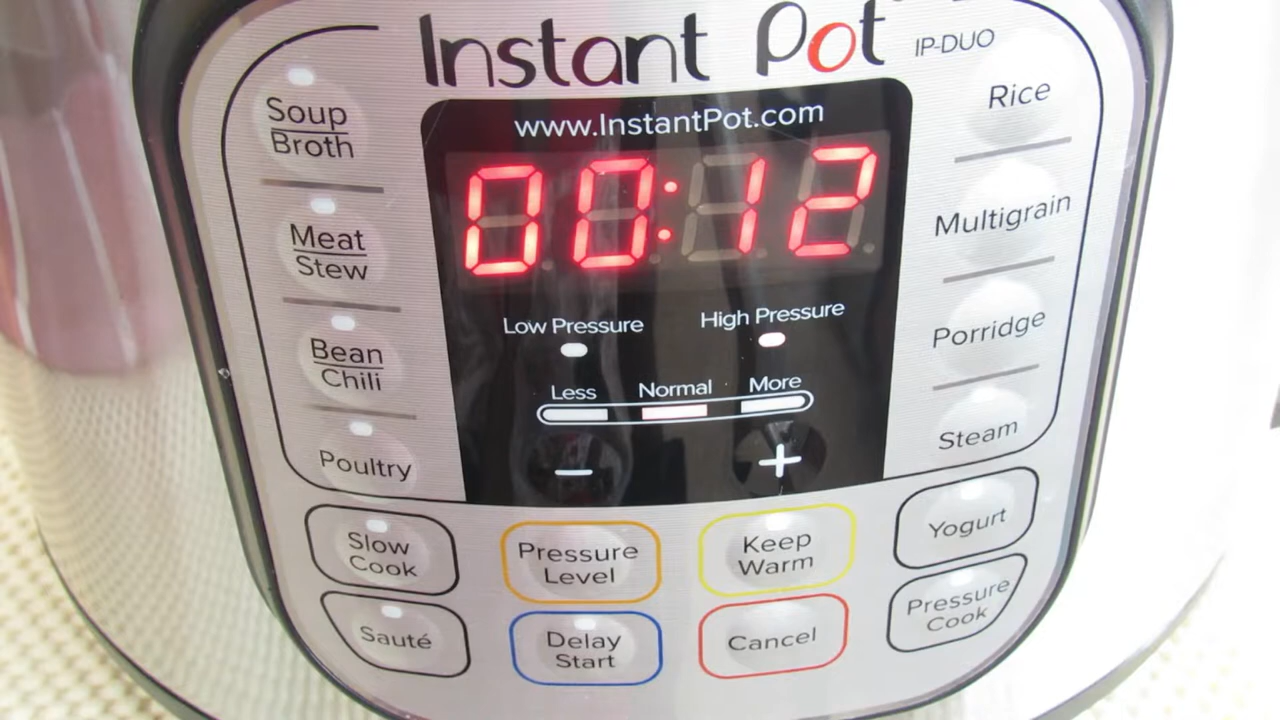 Instant Pot IP-DUO
www.InstantPot.com
00:12
Low Pressure
High Pressure
Less Normal More
− +
Soup
Broth
Meat
Stew
Bean
Chili
Poultry
Rice
Multigrain
Porridge
Steam
Slow
Cook
Pressure
Level
Keep
Warm
Yogurt
Sauté
Delay
Start
Cancel
Pressure
Cook